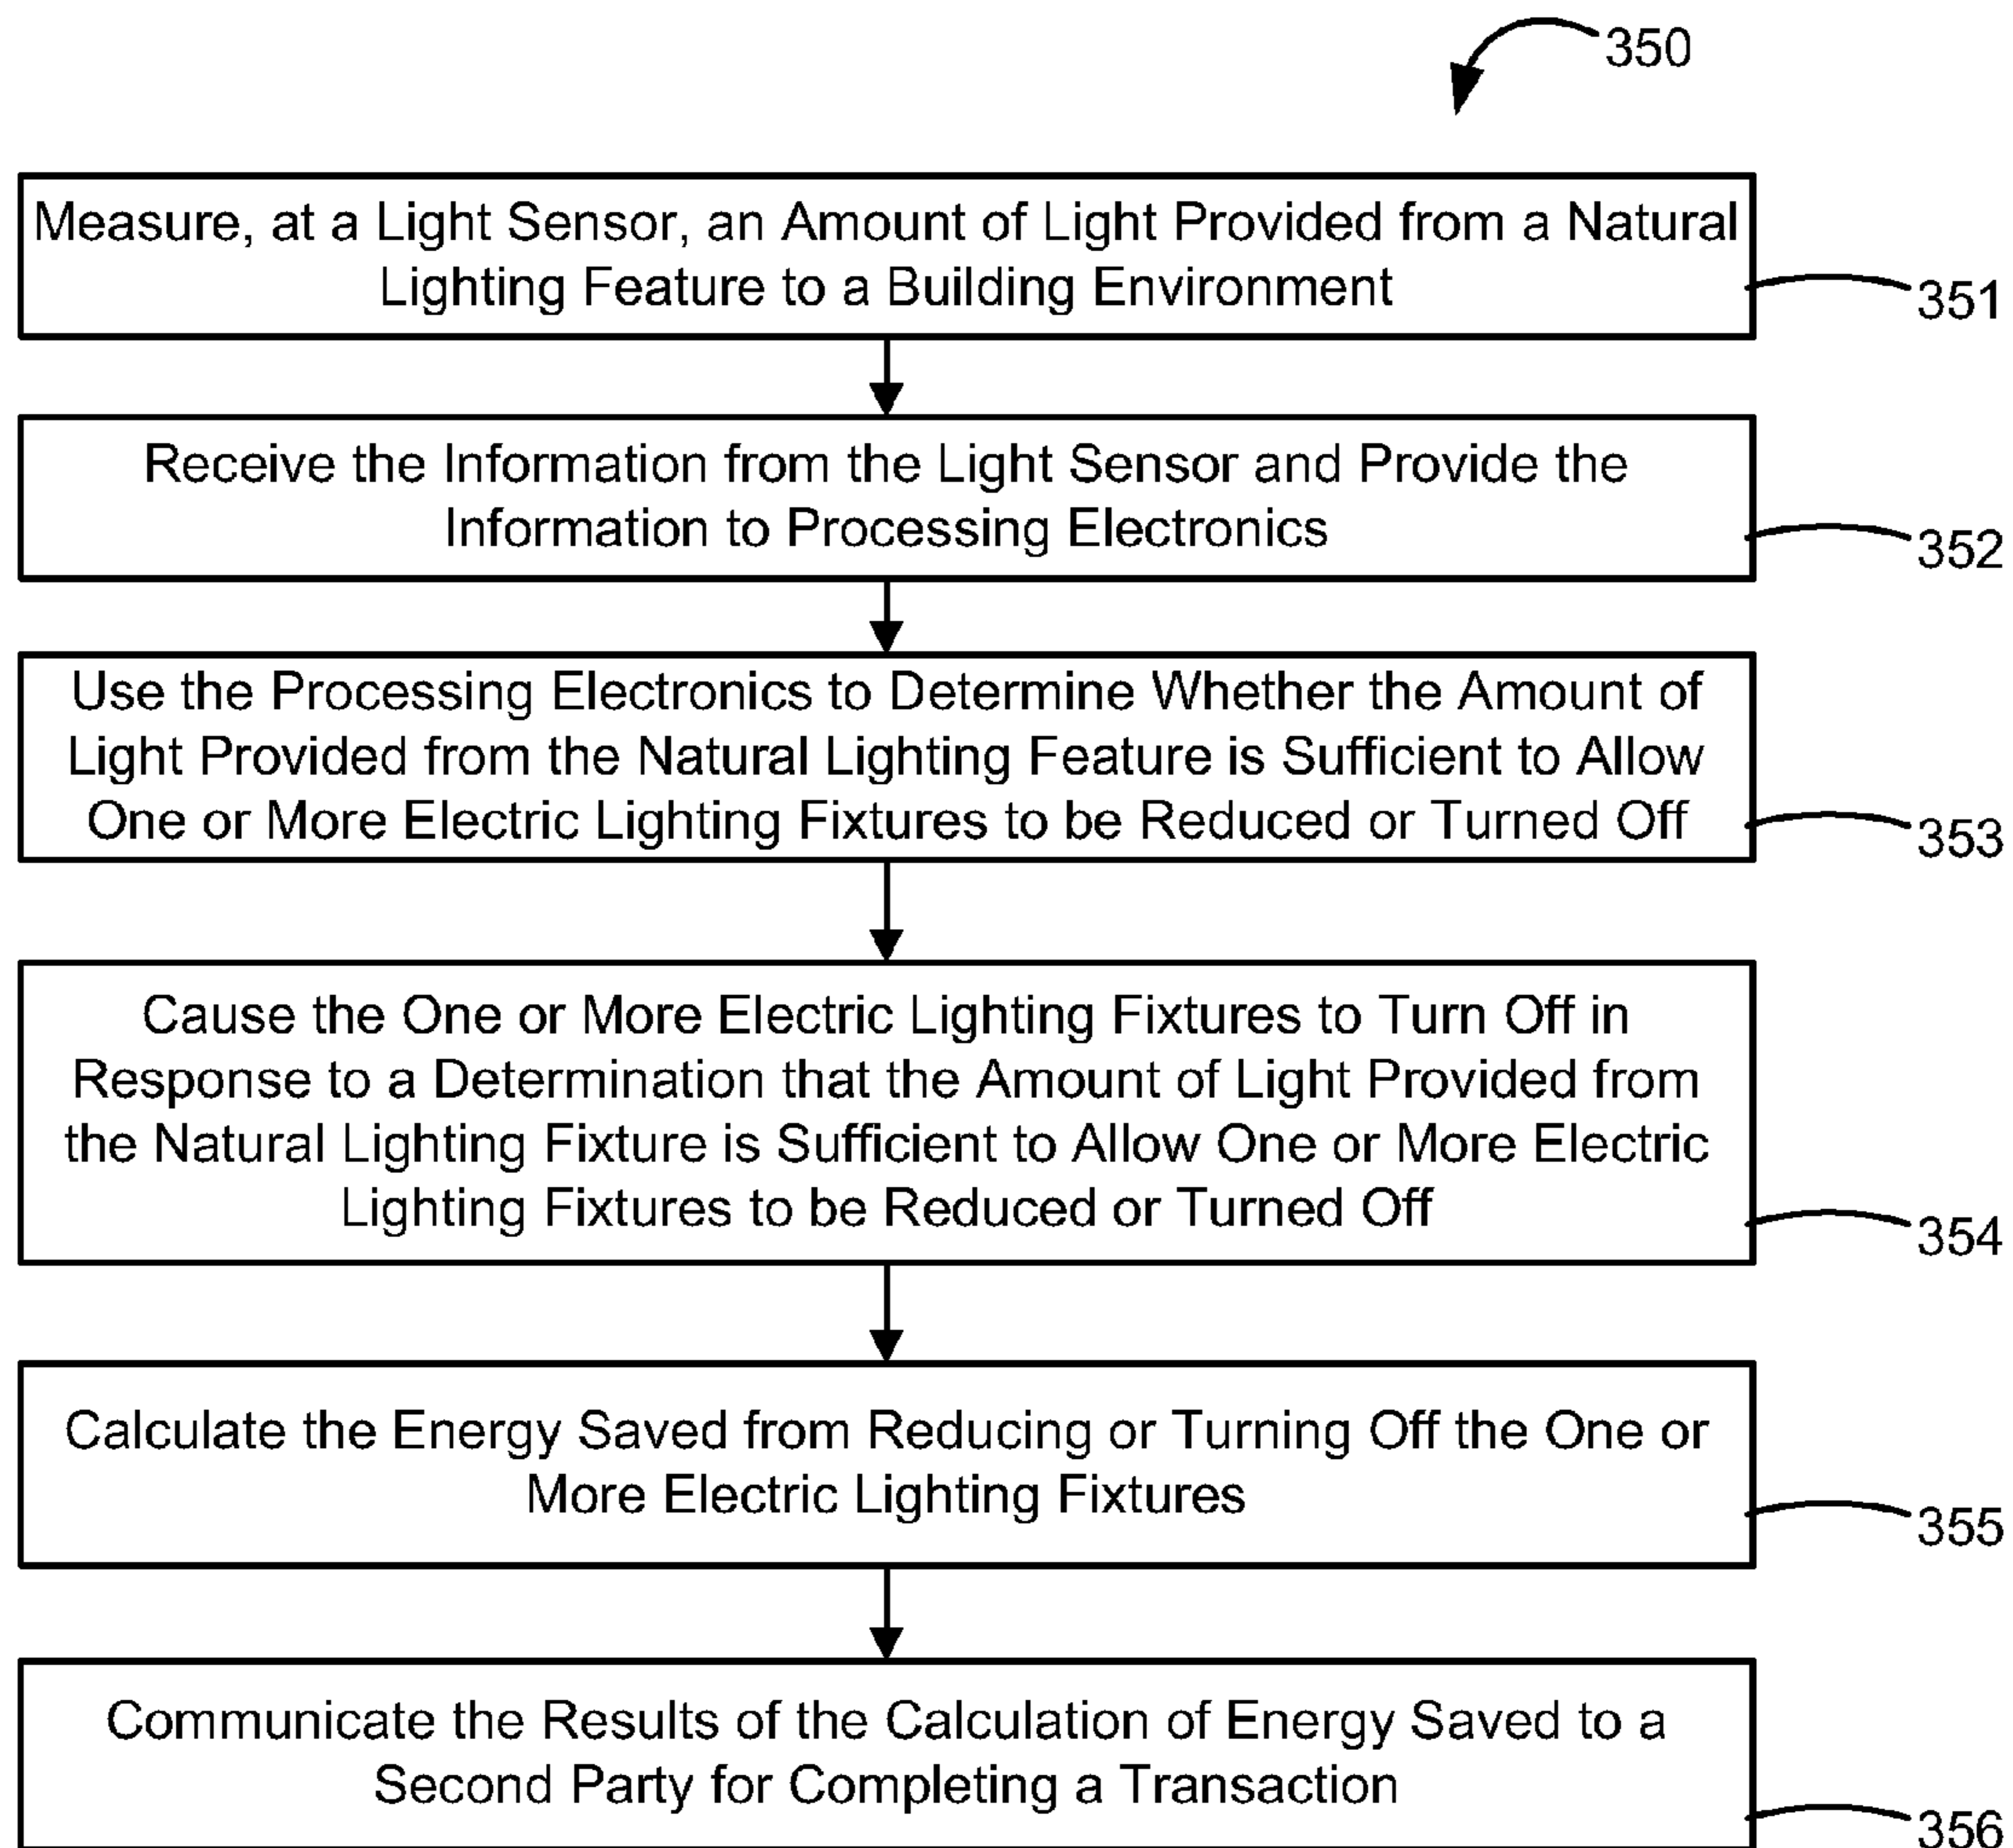 350
Measure, at a Light Sensor, an Amount of Light Provided from a Natural
Lighting Feature to a Building Environment
351
Receive the Information from the Light Sensor and Provide the
Information to Processing Electronics
352
Use the Processing Electronics to Determine Whether the Amount of
Light Provided from the Natural Lighting Feature is Sufficient to Allow
One or More Electric Lighting Fixtures to be Reduced or Turned Off
353
Cause the One or More Electric Lighting Fixtures to Turn Off in
Response to a Determination that the Amount of Light Provided from
the Natural Lighting Fixture is Sufficient to Allow One or More Electric
Lighting Fixtures to be Reduced or Turned Off
354
Calculate the Energy Saved from Reducing or Turning Off the One or
More Electric Lighting Fixtures
355
Communicate the Results of the Calculation of Energy Saved to a
Second Party for Completing a Transaction
356